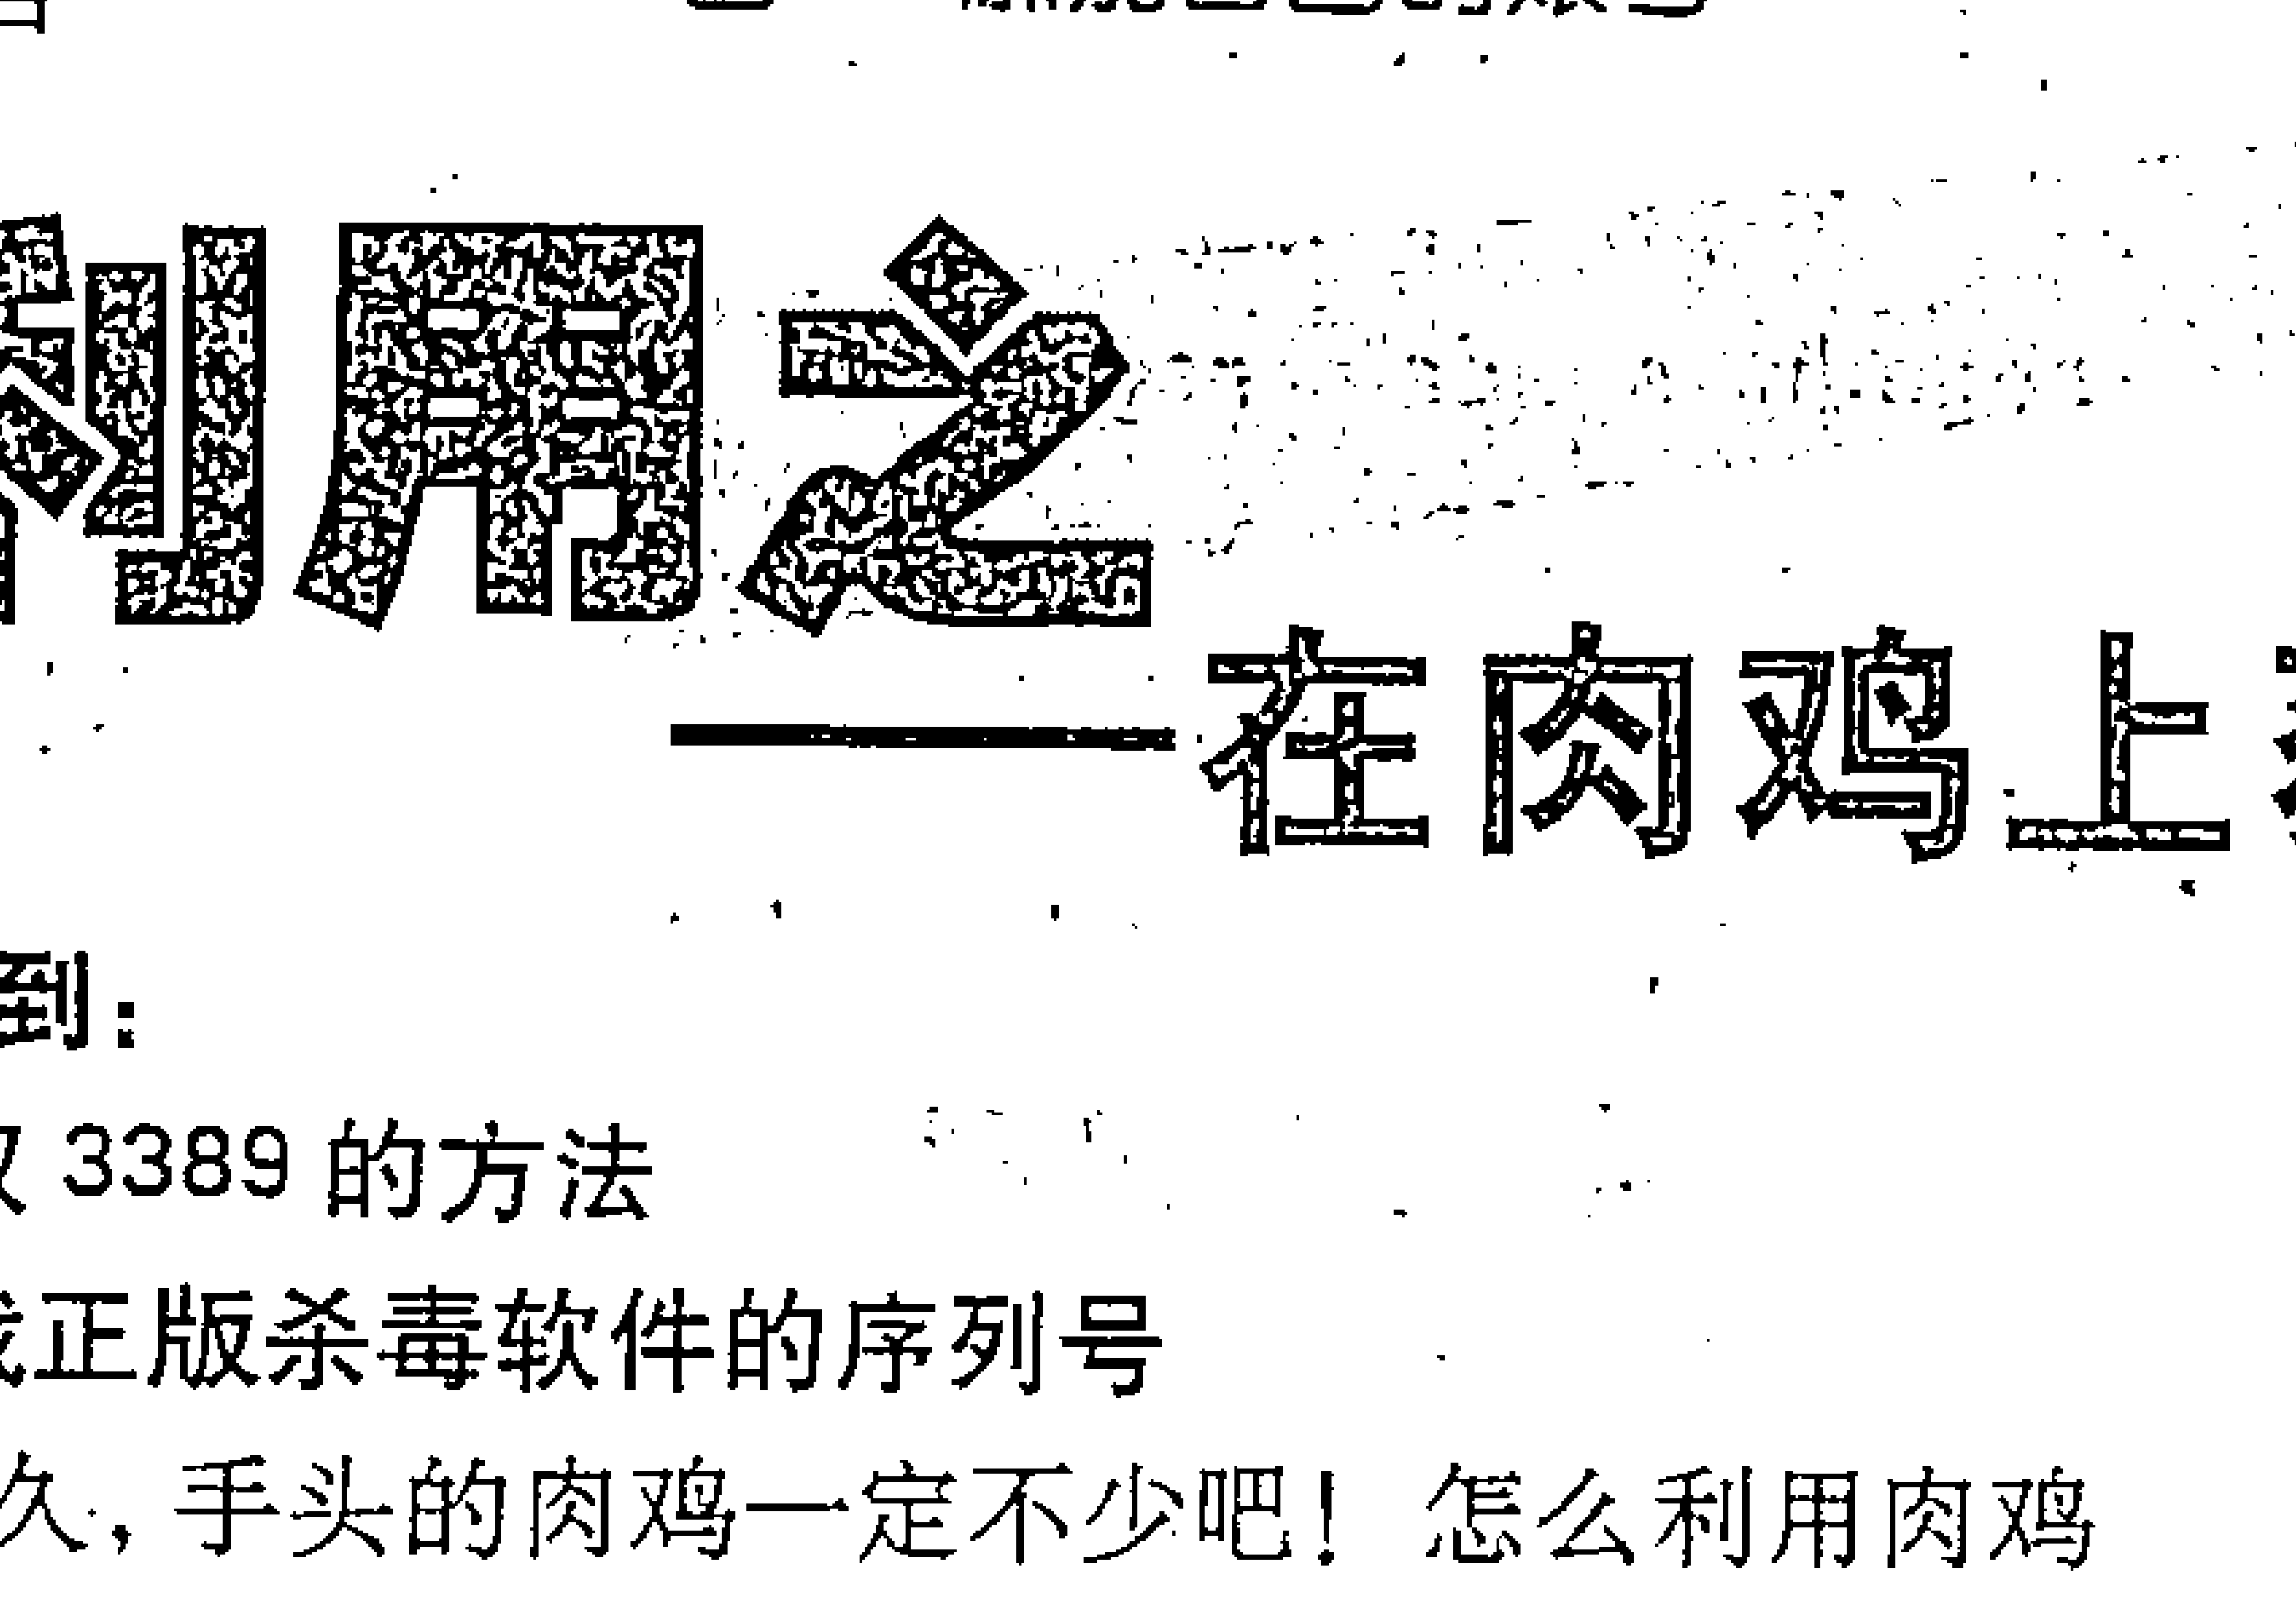 利用之
——在肉鸡上
到：
3389 的方法
正版杀毒软件的序列号
久，手头的肉鸡一定不少吧！怎么利用肉鸡